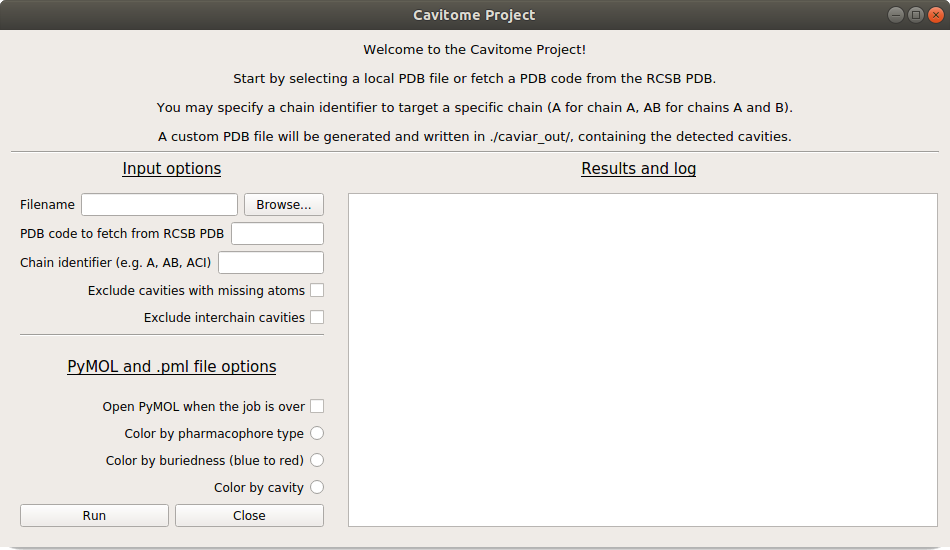 Cavitome Project
Welcome to the Cavitome Project!
Start by selecting a local PDB file or fetch a PDB code from the RCSB PDB.
You may specify a chain identifier to target a specific chain (A for chain A, AB for chains A and B).
A custom PDB file will be generated and written in ./caviar_out/, containing the detected cavities.
Input options
Filename
Browse...
PDB code to fetch from RCSB PDB
Chain identifier (e.g. A, AB, ACI)
Exclude cavities with missing atoms
Exclude interchain cavities
PyMOL and .pml file options
Open PyMOL when the job is over
Color by pharmacophore type
Color by buriedness (blue to red)
Color by cavity
Run
Close
Results and log